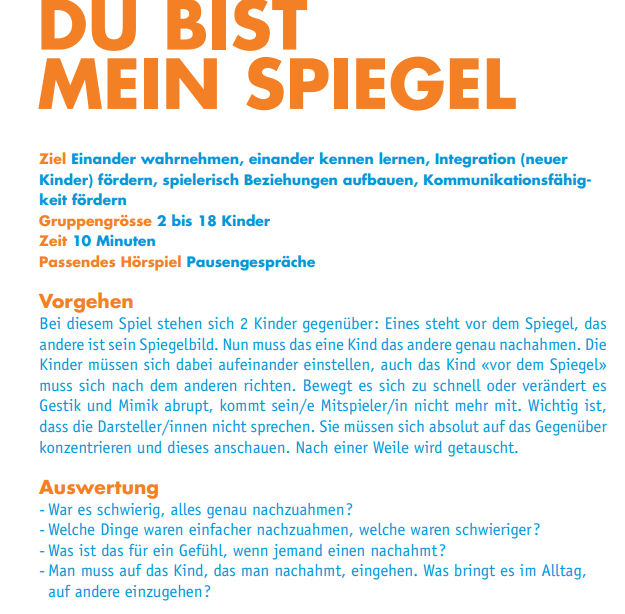 DU BIST
MEIN SPIEGEL
Ziel Einander wahrnehmen, einander kennen lernen, Integration (neuer
Kinder) fördern, spielerisch Beziehungen aufbauen, Kommunikationsfähig-
keit fördern
Gruppengrösse 2 bis 18 Kinder
Zeit 10 Minuten
Passendes Hörspiel Pausengespräche
Vorgehen
Bei diesem Spiel stehen sich 2 Kinder gegenüber: Eines steht vor dem Spiegel, das
andere ist sein Spiegelbild. Nun muss das eine Kind das andere genau nachahmen. Die
Kinder müssen sich dabei aufeinander einstellen, auch das Kind «vor dem Spiegel»
muss sich nach dem anderen richten. Bewegt es sich zu schnell oder verändert es
Gestik und Mimik abrupt, kommt sein/e Mitspieler/in nicht mehr mit. Wichtig ist,
dass die Darsteller/innen nicht sprechen. Sie müssen sich absolut auf das Gegenüber
konzentrieren und dieses anschauen. Nach einer Weile wird getauscht.
Auswertung
- War es schwierig, alles genau nachzuahmen?
- Welche Dinge waren einfacher nachzuahmen, welche waren schwieriger?
- Was ist das für ein Gefühl, wenn jemand einen nachahmt?
- Man muss auf das Kind, das man nachahmt, eingehen. Was bringt es im Alltag,
auf andere einzugehen?